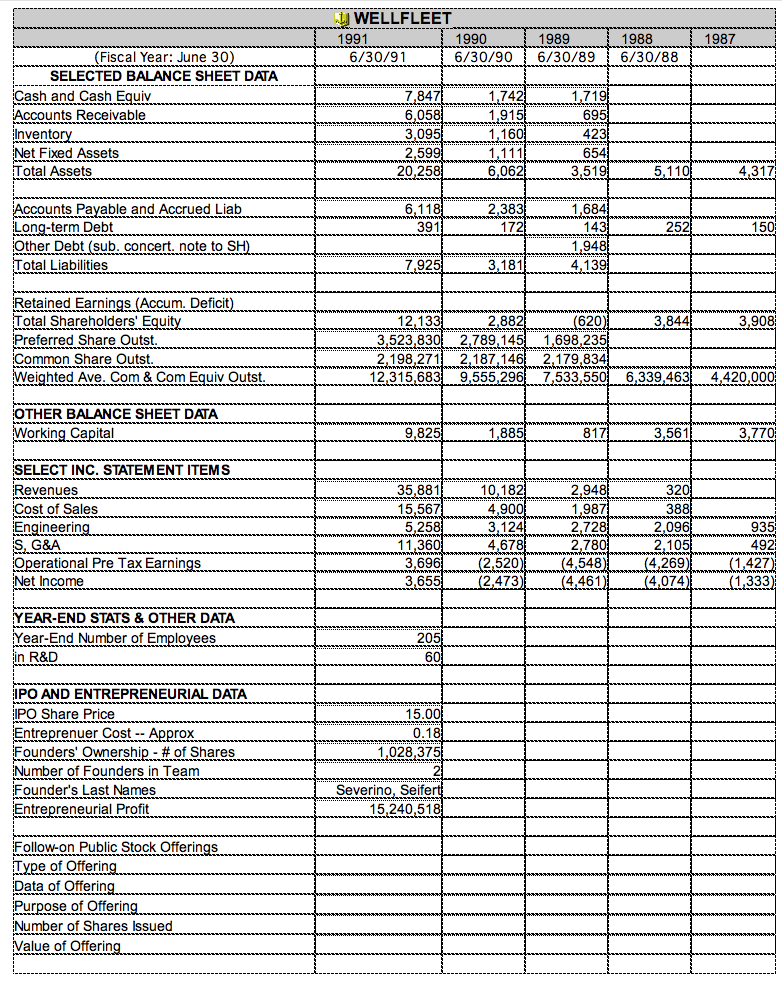 WELLFLEET
1991 1990 1989 1988 1987
(Fiscal Year: June 30) 6/30/91 6/30/90 6/30/89 6/30/88
SELECTED BALANCE SHEET DATA
Cash and Cash Equiv 7,847 1,742 1,719
Accounts Receivable 6,058 1,915 695
Inventory 3,095 1,160 423
Net Fixed Assets 2,599 1,111 654
Total Assets 20,258 6,062 3,519 5,110 4,317
Accounts Payable and Accrued Liab 6,118 2,383 1,684
Long-term Debt 391 172 143 252 150
Other Debt (sub. concert. note to SH) 1,948
Total Liabilities 7,925 3,181 4,139
Retained Earnings (Accum. Deficit)
Total Shareholders' Equity 12,133 2,882 (620) 3,844 3,908
Preferred Share Outst. 3,523,830 2,789,145 1,698,235
Common Share Outst. 2,198,271 2,187,146 2,179,834
Weighted Ave. Com & Com Equiv Outst. 12,315,683 9,555,296 7,533,550 6,339,463 4,420,000
OTHER BALANCE SHEET DATA
Working Capital 9,825 1,885 817 3,561 3,770
SELECT INC. STATEMENT ITEMS
Revenues 35,881 10,182 2,948 320
Cost of Sales 15,567 4,900 1,987 388
Engineering 5,258 3,124 2,728 2,096 935
S, G&A 11,360 4,678 2,780 2,105 492
Operational Pre Tax Earnings 3,696 (2,520) (4,548) (4,269) (1,427)
Net Income 3,655 (2,473) (4,461) (4,074) (1,333)
YEAR-END STATS & OTHER DATA
Year-End Number of Employees 205
in R&D 60
IPO AND ENTREPRENEURIAL DATA
IPO Share Price 15.00
Entreprenuer Cost -- Approx 0.18
Founders' Ownership - # of Shares 1,028,375
Number of Founders in Team 2
Founder's Last Names Severino, Seifert
Entrepreneurial Profit 15,240,518
Follow-on Public Stock Offerings
Type of Offering
Data of Offering
Purpose of Offering
Number of Shares Issued
Value of Offering